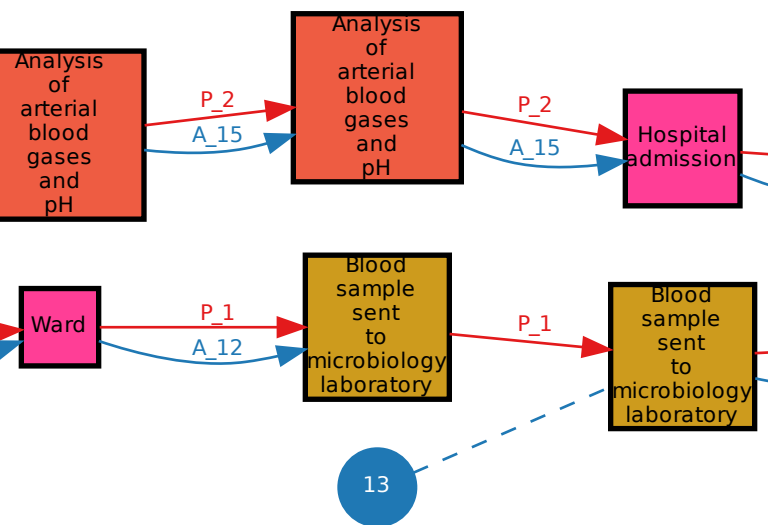 Analysis
of
arterial
blood
gases
and
pH
P_2
A_15
Analysis
of
arterial
blood
gases
and
pH
P_2
A_15
Hospital
admission
Ward
P_1
A_12
Blood
sample
sent
to
microbiology
laboratory
P_1
Blood
sample
sent
to
microbiology
laboratory
13